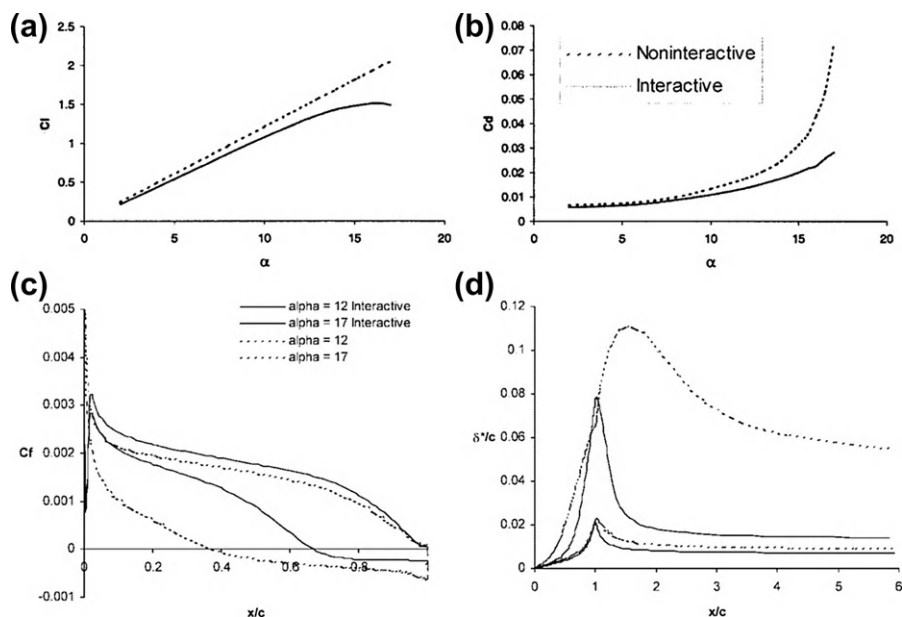 (a)
2.5
2
1.5
1
0.5
0
Cl
0 5 10 15 20
α
(b)
0.08
0.07
0.06
0.05
0.04
0.03
0.02
0.01
0
Cd
Noninteractive
Interactive
0 5 10 15 20
α
(c)
0.005
0.004
0.003
0.002
0.001
0
-0.001
Cf
alpha = 12 Interactive
alpha = 17 Interactive
alpha = 12
alpha = 17
0.2 0.4 0.6 0.8
x/c
(d)
0.12
0.1
0.08
0.06
0.04
0.02
0
δ*/c
0 1 2 3 4 5 6
x/c